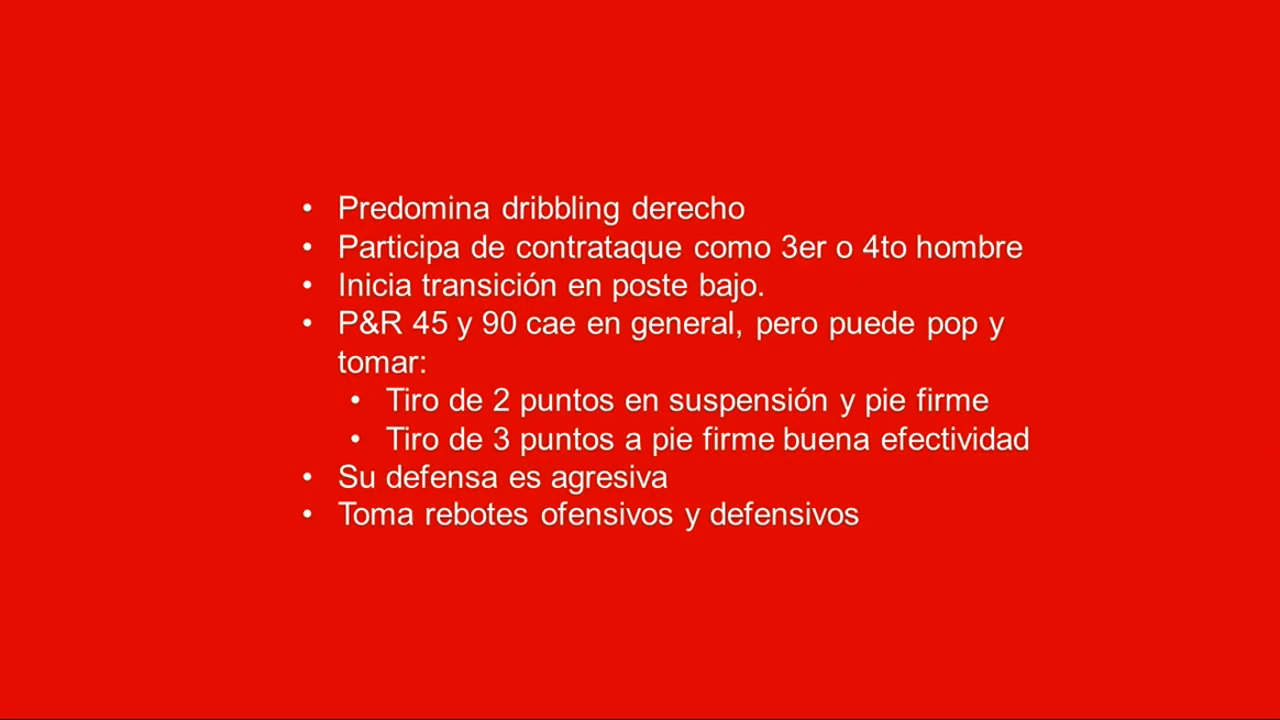 • Predomina dribbling derecho
• Participa de contrataque como 3er o 4to hombre
• Inicia transición en poste bajo.
• P&R 45 y 90 cae en general, pero puede pop y
tomar:
• Tiro de 2 puntos en suspensión y pie firme
• Tiro de 3 puntos a pie firme buena efectividad
• Su defensa es agresiva
• Toma rebotes ofensivos y defensivos